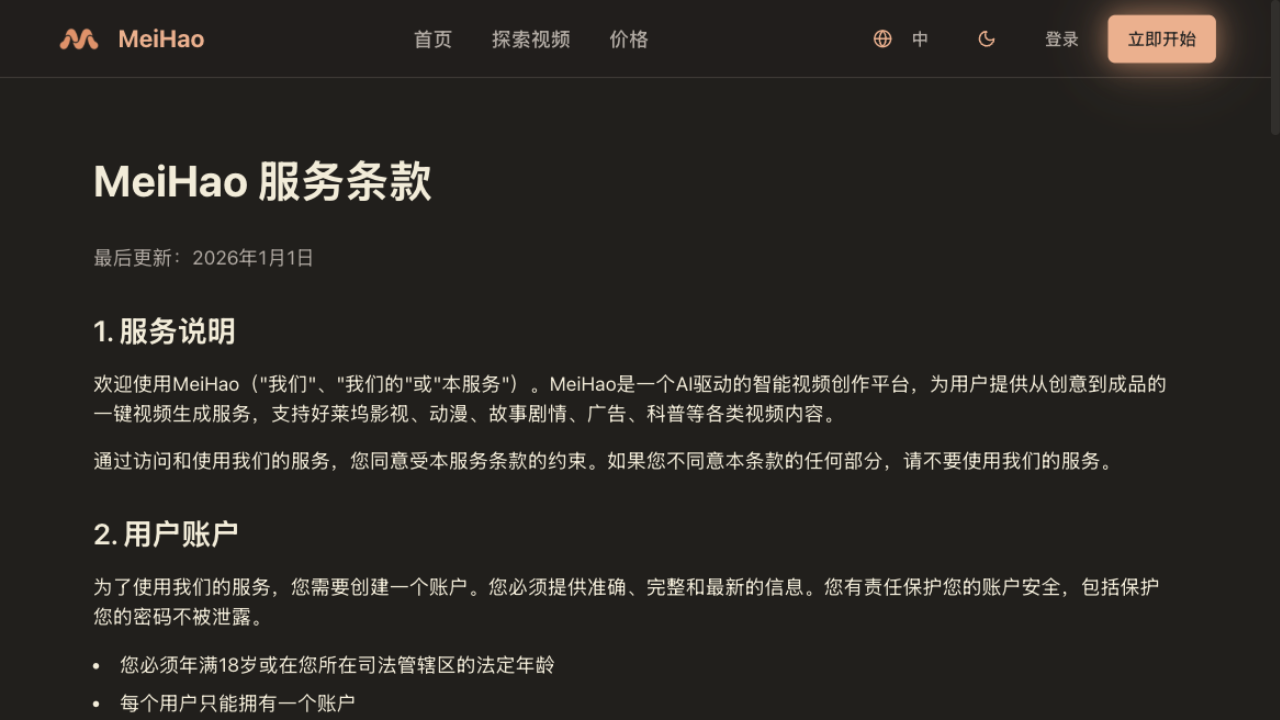 MeiHao
首页
探索视频
价格
中
登录
立即开始
MeiHao 服务条款
最后更新：2026年1月1日
1. 服务说明
欢迎使用MeiHao（"我们"、"我们的"或"本服务"）。MeiHao是一个AI驱动的智能视频创作平台，为用户提供从创意到成品的
一键视频生成服务，支持好莱坞影视、动漫、故事剧情、广告、科普等各类视频内容。
通过访问和使用我们的服务，您同意受本服务条款的约束。如果您不同意本条款的任何部分，请不要使用我们的服务。
2. 用户账户
为了使用我们的服务，您需要创建一个账户。您必须提供准确、完整和最新的信息。您有责任保护您的账户安全，包括保护
您的密码不被泄露。
• 您必须年满18岁或在您所在司法管辖区的法定年龄
• 每个用户只能拥有一个账户